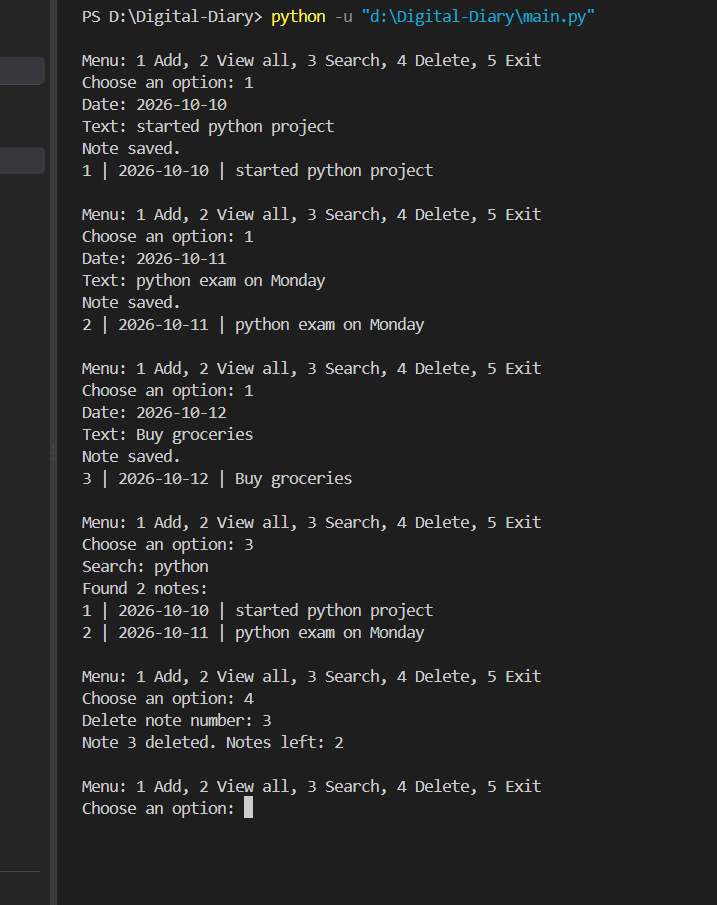 PS D:\Digital-Diary> python -u "d:\Digital-Diary\main.py"

Menu: 1 Add, 2 View all, 3 Search, 4 Delete, 5 Exit
Choose an option: 1
Date: 2026-10-10
Text: started python project
Note saved.
1 | 2026-10-10 | started python project

Menu: 1 Add, 2 View all, 3 Search, 4 Delete, 5 Exit
Choose an option: 1
Date: 2026-10-11
Text: python exam on Monday
Note saved.
2 | 2026-10-11 | python exam on Monday

Menu: 1 Add, 2 View all, 3 Search, 4 Delete, 5 Exit
Choose an option: 1
Date: 2026-10-12
Text: Buy groceries
Note saved.
3 | 2026-10-12 | Buy groceries

Menu: 1 Add, 2 View all, 3 Search, 4 Delete, 5 Exit
Choose an option: 3
Search: python
Found 2 notes:
1 | 2026-10-10 | started python project
2 | 2026-10-11 | python exam on Monday

Menu: 1 Add, 2 View all, 3 Search, 4 Delete, 5 Exit
Choose an option: 4
Delete note number: 3
Note 3 deleted. Notes left: 2

Menu: 1 Add, 2 View all, 3 Search, 4 Delete, 5 Exit
Choose an option: